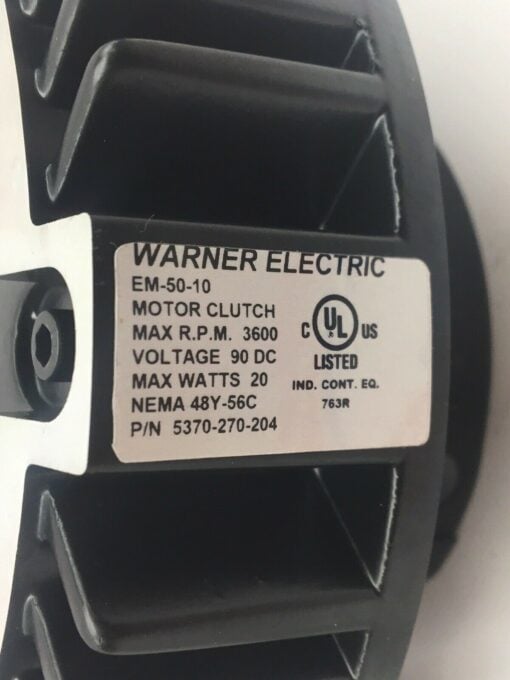 WARNER ELECTRIC
EM-50-10
MOTOR CLUTCH
MAX R.P.M. 3600
VOLTAGE 90 DC
MAX WATTS 20
NEMA 48Y-56C
P/N 5370-270-204
C UL US
®
LISTED
IND. CONT. EQ.
763R